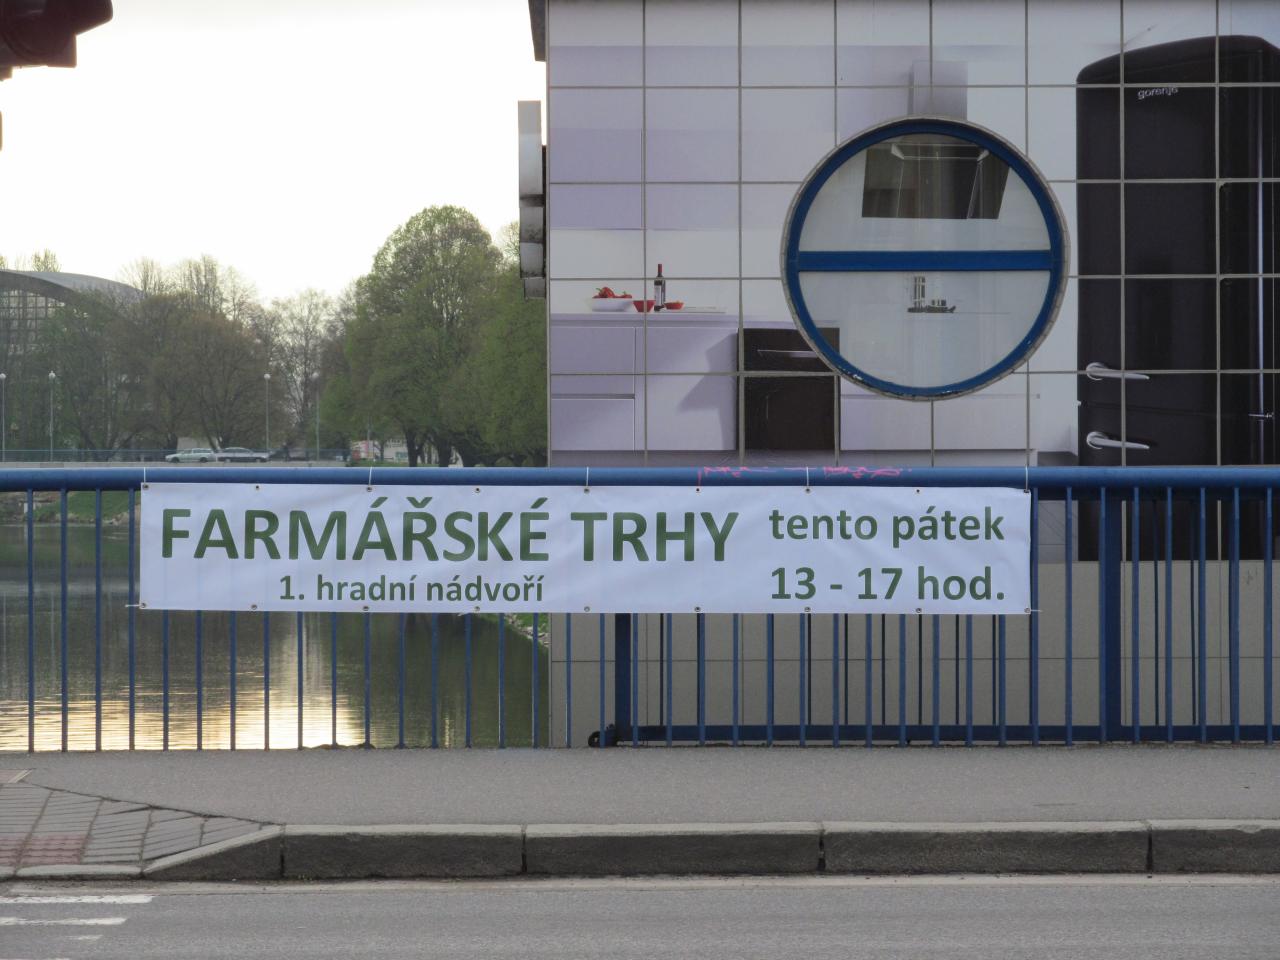 gorenje
FARMÁŘSKÉ TRHY tento pátek
1. hradní nádvoří 13 - 17 hod.